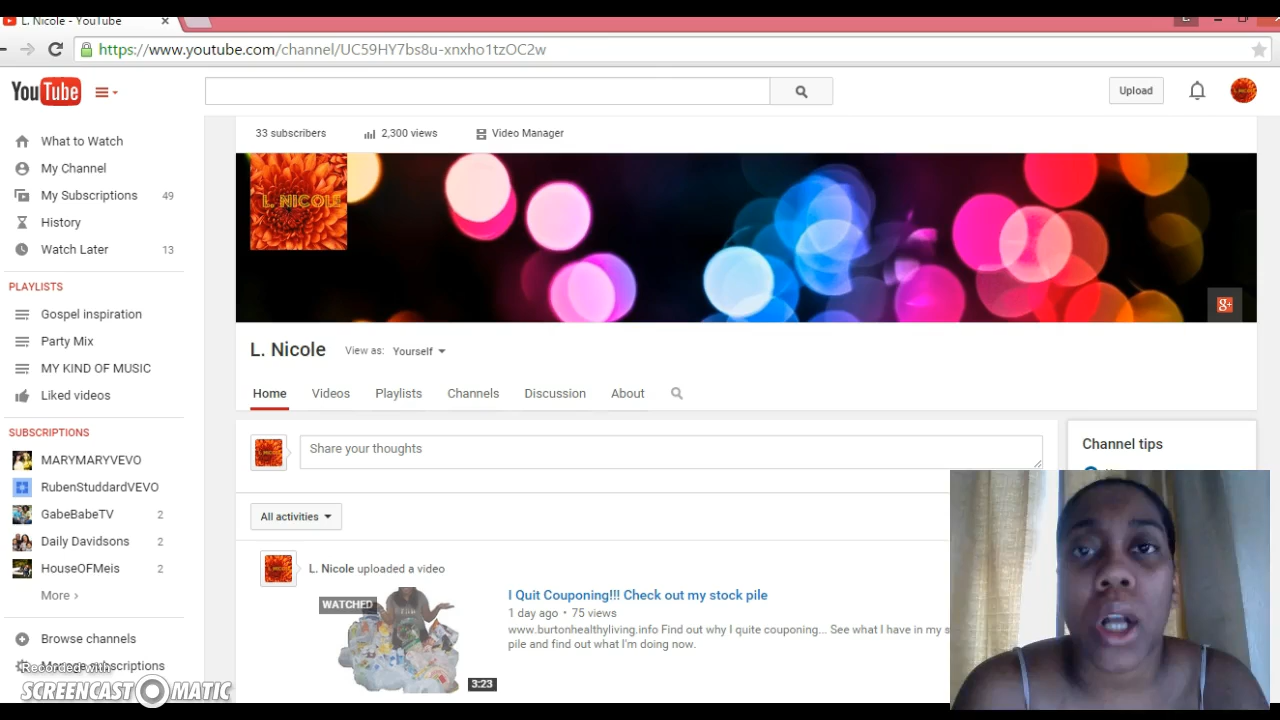 L. Nicole - YouTube
https://www.youtube.com/channel/UC59HY7bs8u-xnxho1tzOC2w
YouTube
Upload
33 subscribers
2,300 views
Video Manager
What to Watch
My Channel
My Subscriptions 49
History
Watch Later 13
PLAYLISTS
Gospel inspiration
Party Mix
MY KIND OF MUSIC
Liked videos
SUBSCRIPTIONS
MARYMARYVEVO
RubenStuddardVEVO
GabeBabeTV 2
Daily Davidsons 2
HouseOFMeis 2
More ›
Browse channels
Manage subscriptions
L. NICOLE
g+
L. Nicole View as: Yourself
Home Videos Playlists Channels Discussion About
Share your thoughts
Channel tips
All activities
L. Nicole uploaded a video
WATCHED
3:23
I Quit Couponing!!! Check out my stock pile
1 day ago • 75 views
www.burtonhealthyliving.info Find out why I quite couponing... See what I have in my s
pile and find out what I'm doing now.
Recorded with
SCREENCAST MATIC